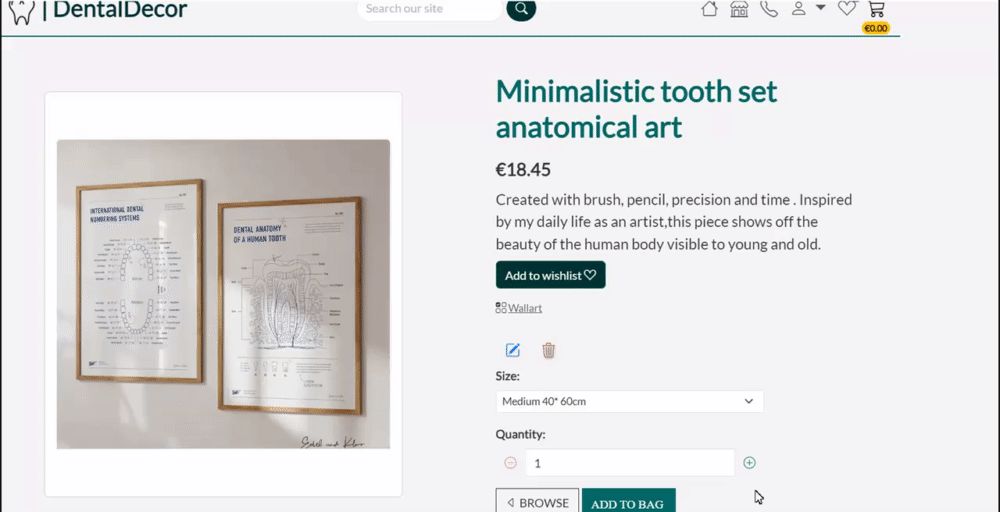 | DentalDecor
Search our site
€0.00
Minimalistic tooth set
anatomical art
€18.45
Created with brush, pencil, precision and time . Inspired
by my daily life as an artist,this piece shows off the
beauty of the human body visible to young and old.
Add to wishlist
Wallart
Size:
Medium 40* 60cm
Quantity:
1
BROWSE
ADD TO BAG
INTERNATIONAL DENTAL
NUMBERING SYSTEMS
DENTAL ANATOMY
OF A HUMAN TOOTH